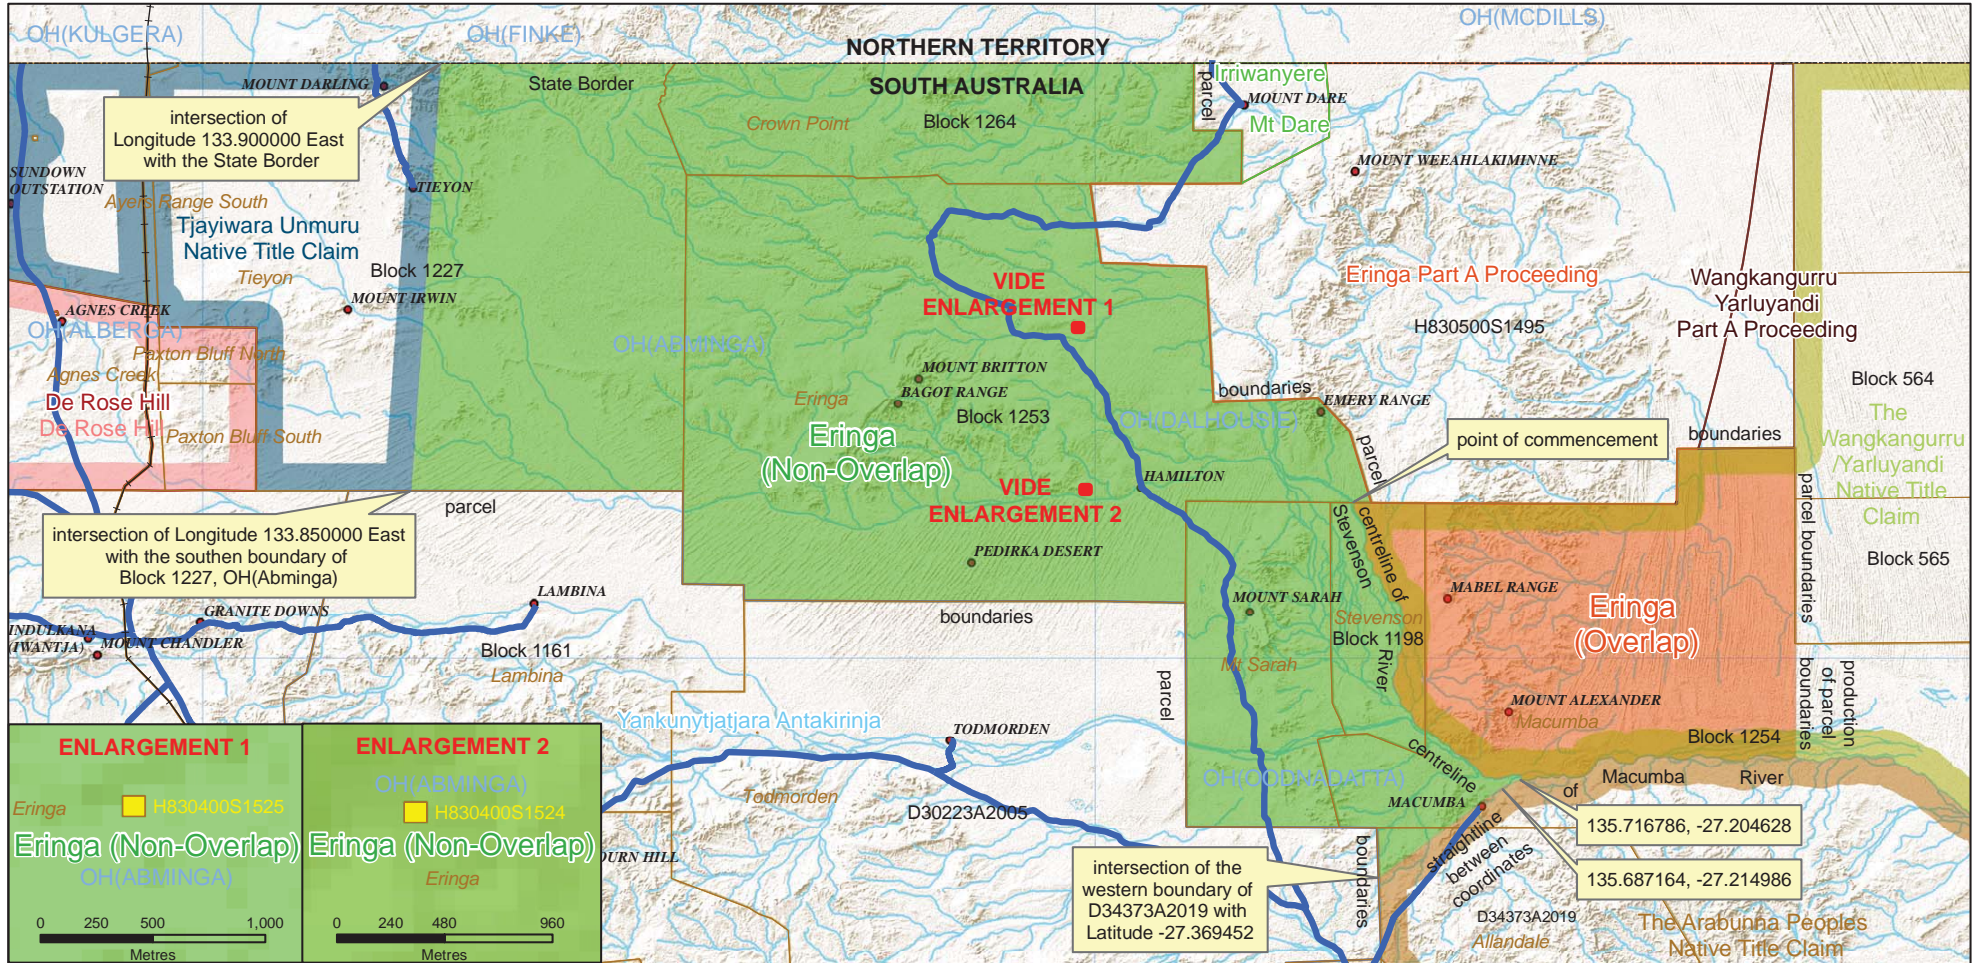 OH(KULGERA)
OH(FINKE)
OH(MCDILLS)
NORTHERN TERRITORY
SOUTH AUSTRALIA
State Border
MOUNT DARLING
intersection of
Longitude 133.900000 East
with the State Border
Crown Point
Block 1264
parcel
Irriwanyere
MOUNT DARE
Mt Dare
MOUNT WEEAHLAKIMINNE
SUNDOWN
OUTSTATION
TIEYON
Ayers Range South
Tjayiwara Unmuru
Native Title Claim
Tieyon
Block 1227
MOUNT IRWIN
VIDE
ENLARGEMENT 1
Eringa Part A Proceeding
H830500S1495
Wangkangurru
Yarluyandi
Part A Proceeding
AGNES CREEK
OH(ALBERGA)
Paxton Bluff North
Agnes Creek
De Rose Hill
De Rose Hill
Paxton Bluff South
OH(ABMINGA)
MOUNT BRITTON
BAGOT RANGE
Eringa
Block 1253
Eringa
(Non-Overlap)
OH(DALHOUSIE)
boundaries
EMERY RANGE
parcel
point of commencement
boundaries
Block 564
The
Wangkangurru
/Yarluyandi
Native Title
Claim
Block 565
parcel boundaries
VIDE
ENLARGEMENT 2
HAMILTON
parcel
intersection of Longitude 133.850000 East
with the southen boundary of
Block 1227, OH(Abminga)
PEDIRKA DESERT
Stevenson
River
centreline of
MOUNT SARAH
Stevenson
Block 1198
Mt Sarah
MABEL RANGE
Eringa
(Overlap)
MOUNT ALEXANDER
Macumba
Block 1254
boundaries
production
of parcel
boundaries
LAMBINA
GRANITE DOWNS
INDULKANA
(IWANTJA)
MOUNT CHANDLER
Block 1161
Lambina
parcel
Yankunytjatjara Antakirinja
TODMORDEN
Todmorden
D30223A2005
OURN HILL
OH(OODNADATTA)
centreline
of
Macumba
River
MACUMBA
135.716786, -27.204628
135.687164, -27.214986
straightline
between
coordinates
boundaries
intersection of the
western boundary of
D34373A2019 with
Latitude -27.369452
D34373A2019
Allandale
The Arabunna Peoples
Native Title Claim
ENLARGEMENT 1
Eringa
H830400S1525
Eringa (Non-Overlap)
OH(ABMINGA)
0 250 500 1,000
Metres
ENLARGEMENT 2
OH(ABMINGA)
H830400S1524
Eringa (Non-Overlap)
Eringa
0 240 480 960
Metres